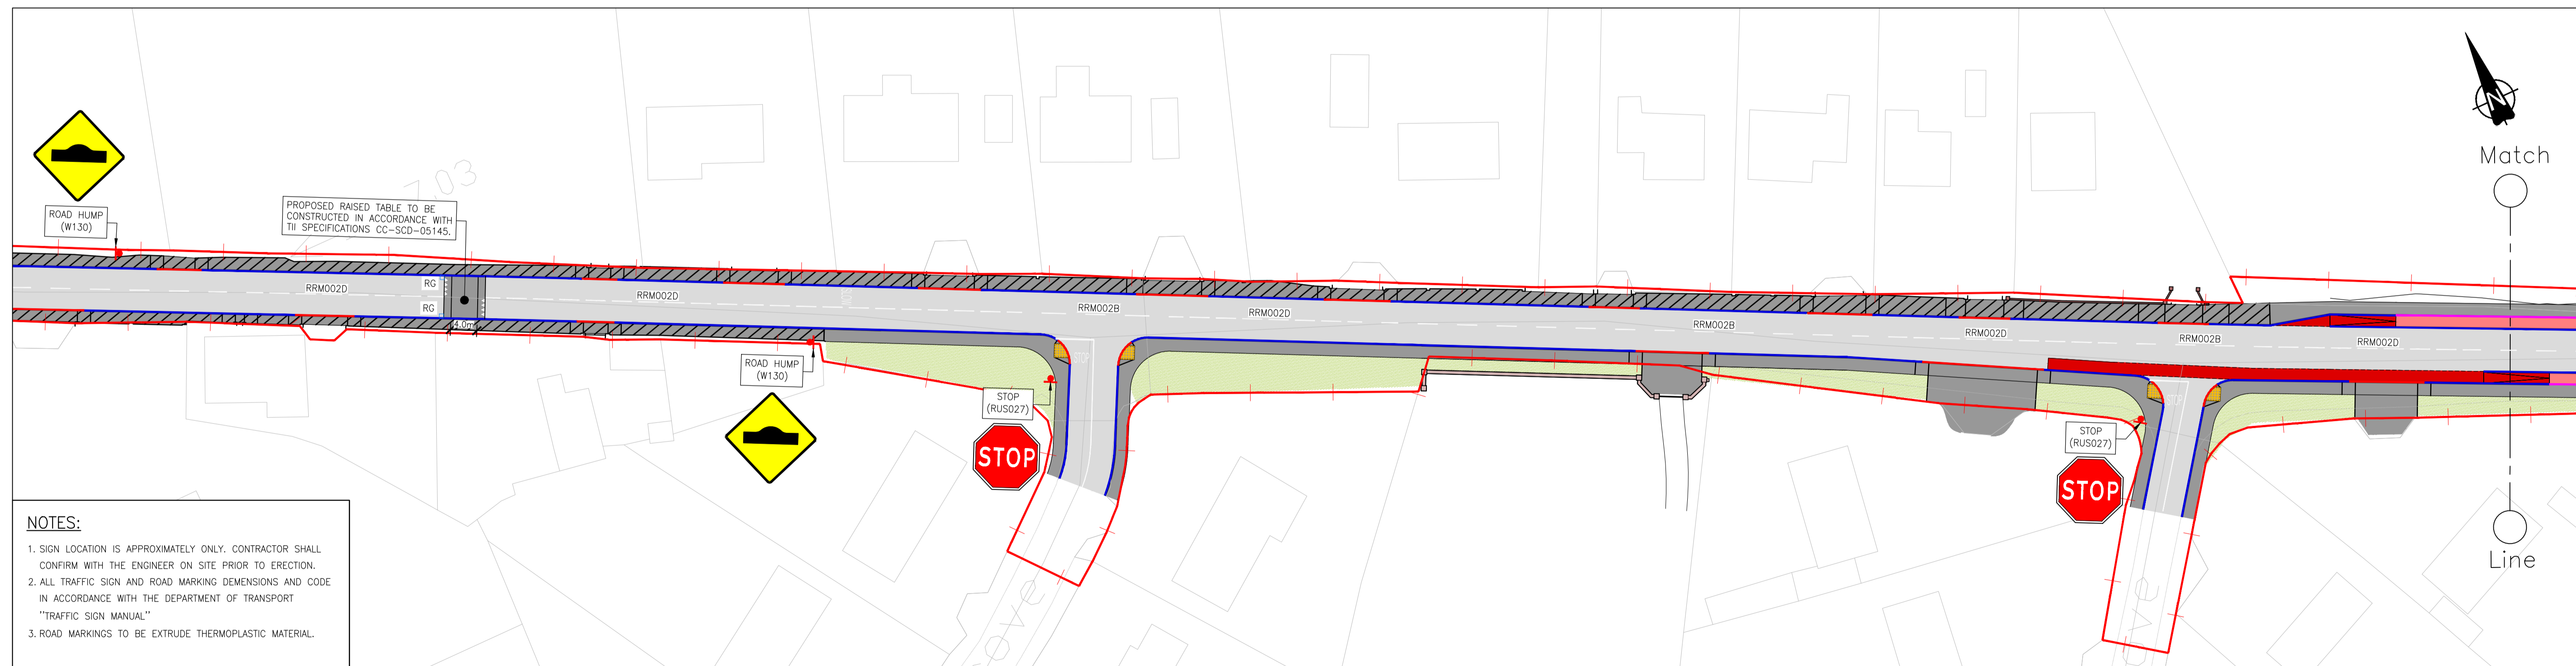 Match
ROAD HUMP
(W130)
PROPOSED RAISED TABLE TO BE
CONSTRUCTED IN ACCORDANCE WITH
TII SPECIFICATIONS CC-SCD-05145.
N
RRM002D
RG
RG
4.0m
RRM002D
RRM002B
RRM002D
RRM002B
RRM002D
RRM002B
RRM002D
ROAD HUMP
(W130)
STOP
STOP
(RUS027)
STOP
STOP
STOP
(RUS027)
STOP
Line
NOTES:
1. SIGN LOCATION IS APPROXIMATELY ONLY. CONTRACTOR SHALL
CONFIRM WITH THE ENGINEER ON SITE PRIOR TO ERECTION.
2. ALL TRAFFIC SIGN AND ROAD MARKING DEMENSIONS AND CODE
IN ACCORDANCE WITH THE DEPARTMENT OF TRANSPORT
''TRAFFIC SIGN MANUAL''
3. ROAD MARKINGS TO BE EXTRUDE THERMOPLASTIC MATERIAL.